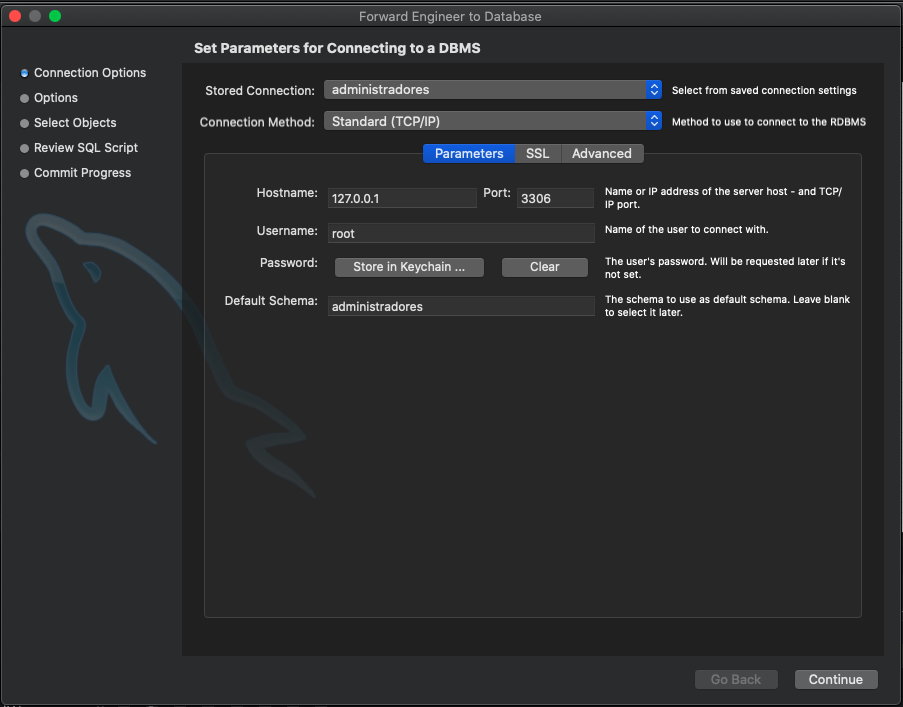 Forward Engineer to Database
Set Parameters for Connecting to a DBMS
Connection Options
Options
Select Objects
Review SQL Script
Commit Progress
Stored Connection: administradores Select from saved connection settings
Connection Method: Standard (TCP/IP) Method to use to connect to the RDBMS
Parameters SSL Advanced
Hostname: 127.0.0.1 Port: 3306 Name or IP address of the server host - and TCP/
IP port.
Username: root Name of the user to connect with.
Password: Store in Keychain ... Clear The user's password. Will be requested later if it's
not set.
Default Schema: administradores The schema to use as default schema. Leave blank
to select it later.
Go Back Continue